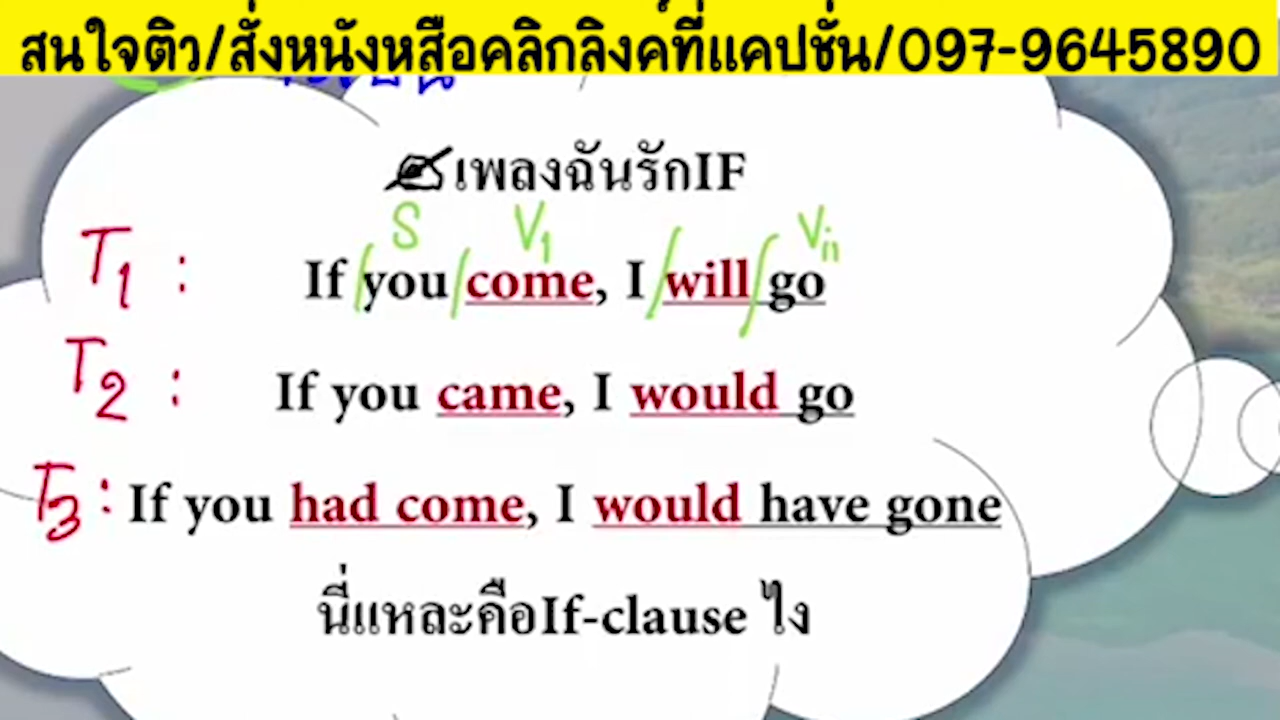 สนใจติว/สั่งหนังหสือคลิกลิงค์ที่แคปชั่น/097-9645890
✍เพลงฉันรักIF
S V1 Vin
T1 : If you come, I will go
T2 : If you came, I would go
T3 : If you had come, I would have gone
นี่แหละคือIf-clause ไง